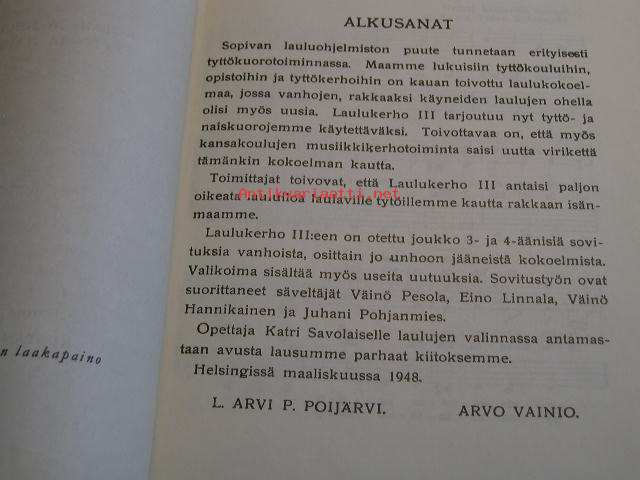 ALKUSANAT
Sopivan lauluohjelmiston puute tunnetaan erityisesti
tyttökuorotoiminnassa. Maamme lukuisiin tyttökouluihin,
opistoihin ja tyttökerhoihin on kauan toivottu laulukokoel-
maa, jossa vanhojen, rakkaaksi käyneiden laulujen ohella
olisi myös uusia. Laulukerho III tarjoutuu nyt tyttö- ja
naiskuorojemme käytettäväksi. Toivottavaa on, että myös
kansakoulujen musiikkikerhotoiminta saisi uutta virikettä
tämänkin kokoelman kautta.
Toimittajat toivovat, että Laulukerho III antaisi paljon
Antikvariaatti.net
oikeata lauluiloa laulaville tytöillemme kautta rakkaan isän-
maamme.
Laulukerho III:een on otettu joukko 3- ja 4-äänisiä sovi-
tuksia vanhoista, osittain jo unhoon jääneistä kokoelmista.
Valikoima sisältää myös useita uutuuksia. Sovitustyön ovat
suorittaneet säveltäjät Väinö Pesola, Eino Linnala, Väinö
Hannikainen ja Juhani Pohjanmies.
Opettaja Katri Savolaiselle laulujen valinnassa antamas-
taan avusta lausumme parhaat kiitoksemme.
Helsingissä maaliskuussa 1948.
L. ARVI P. POIJÄRVI. ARVO VAINIO.
n laakapaino